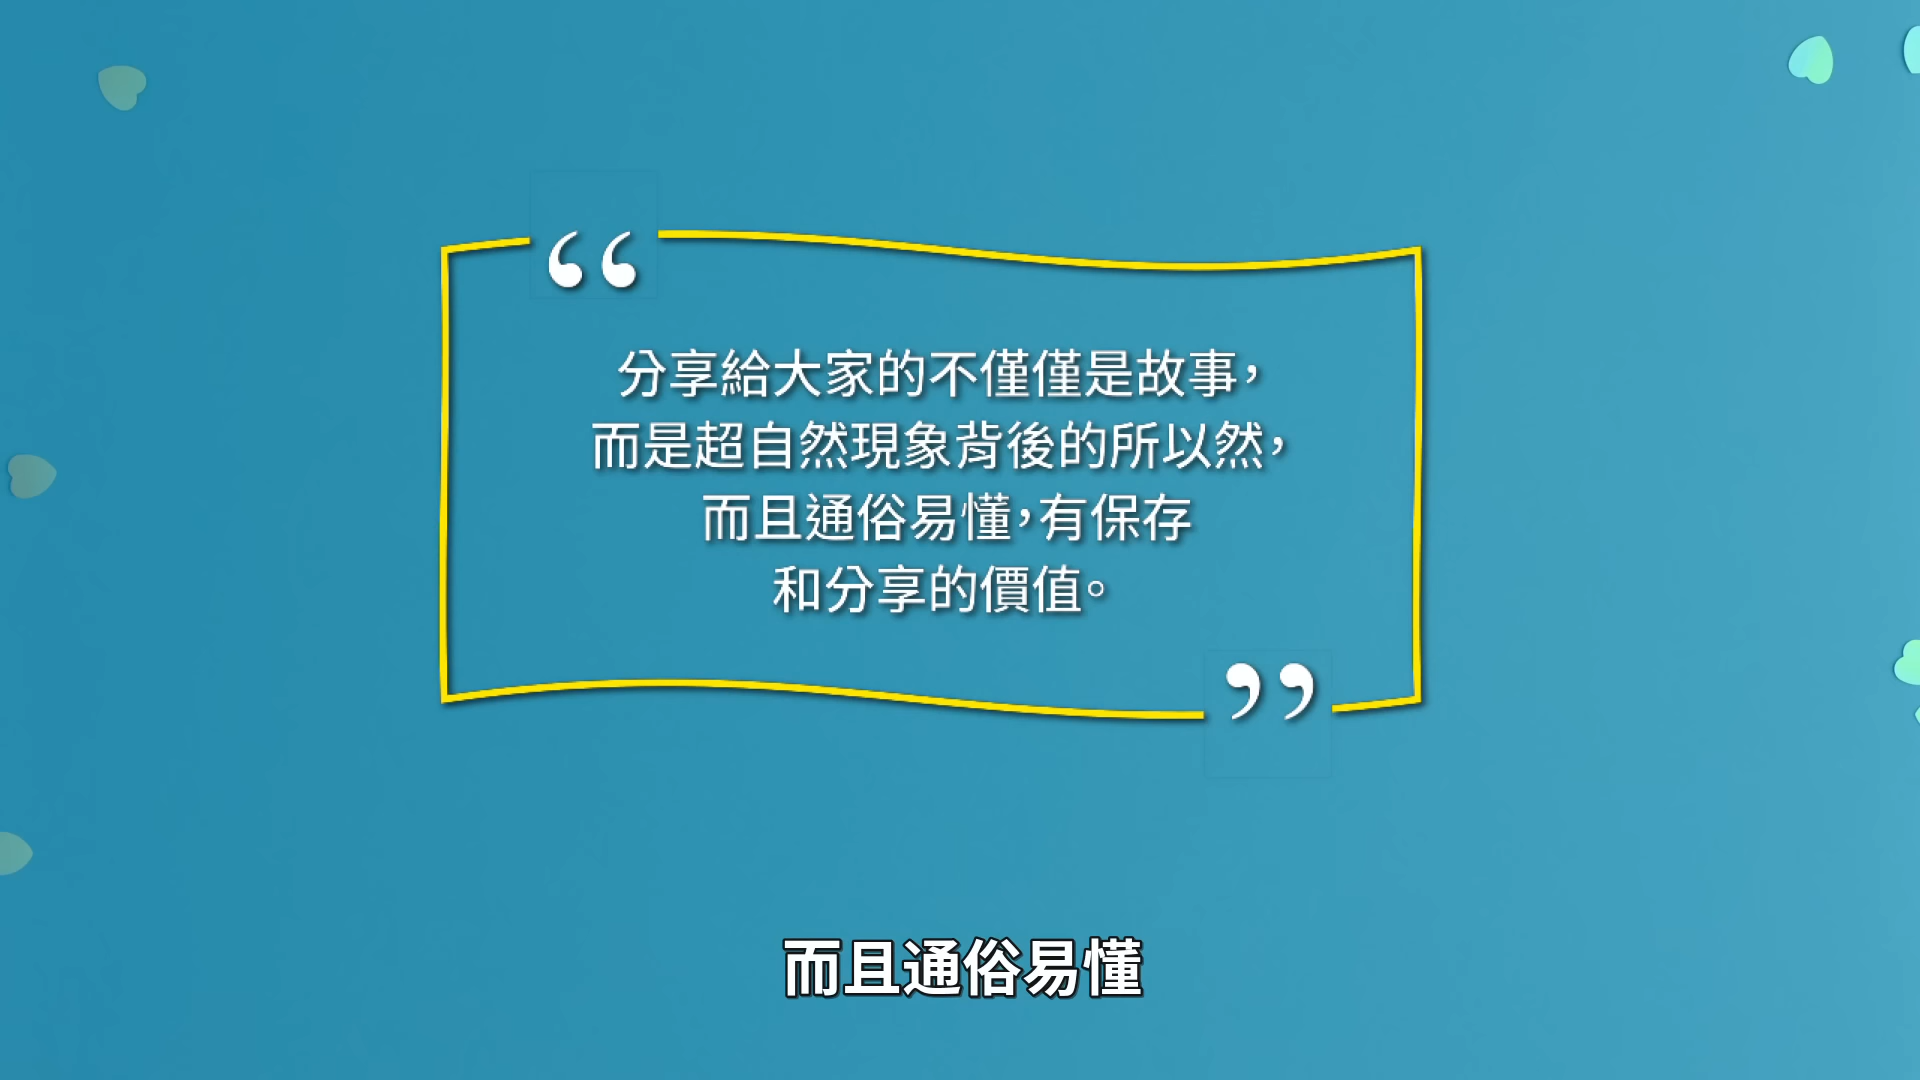 “
分享給大家的不僅僅是故事，
而是超自然現象背後的所以然，
而且通俗易懂，有保存
和分享的價值。
”
而且通俗易懂